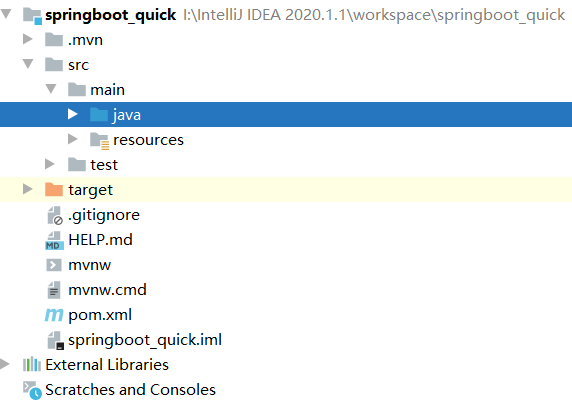 springboot_quick I:\IntelliJ IDEA 2020.1.1\workspace\springboot_quick
.mvn
src
main
java
resources
test
target
.gitignore
HELP.md
mvnw
mvnw.cmd
pom.xml
springboot_quick.iml
External Libraries
Scratches and Consoles